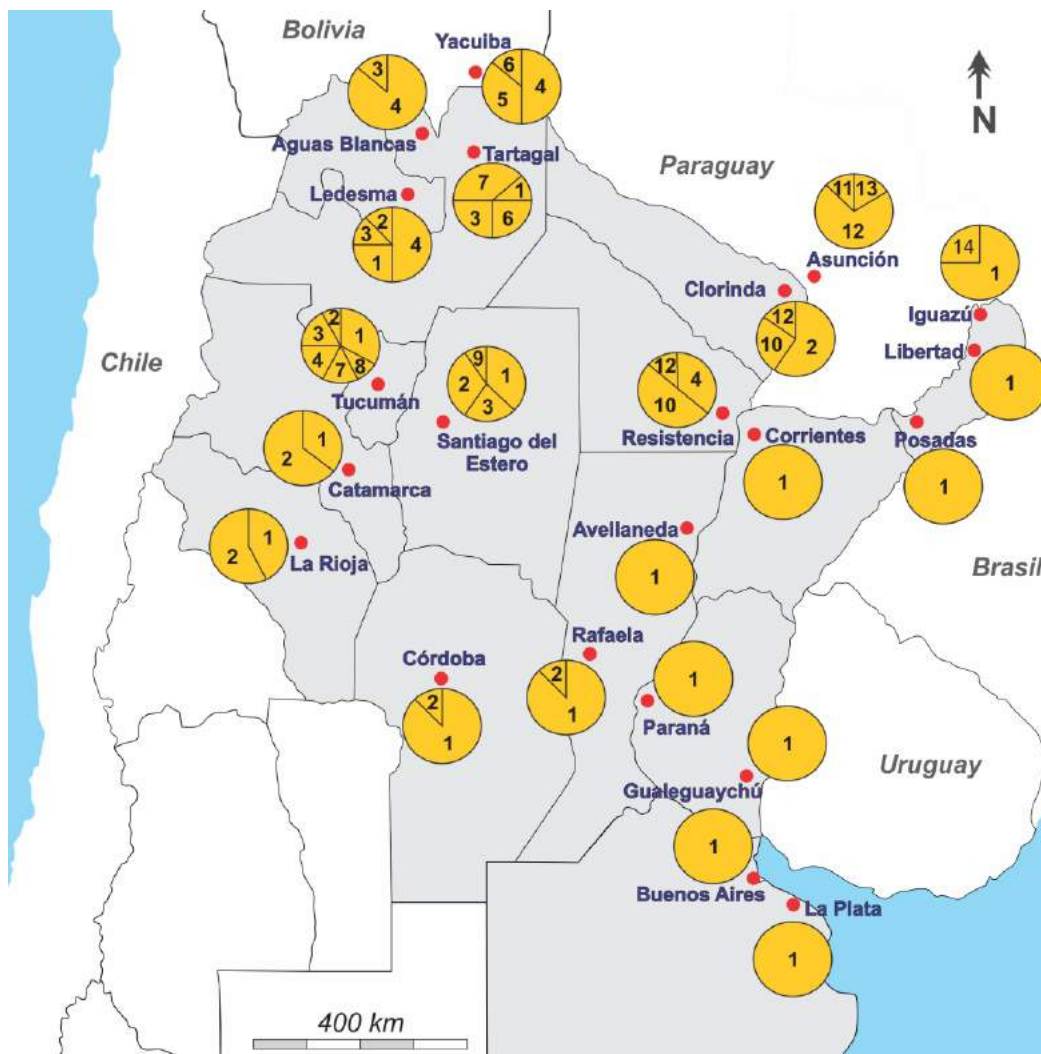 Bolivia
Yacuiba
3
4
6
4
5
N
Aguas Blancas
Tartagal
Paraguay
7
1
3
6
Ledesma
2
3
4
1
11
13
12
Asunción
14
1
Clorinda
Iguazú
Libertad
12
10
2
1
Chile
2
3
1
4
7
8
Tucumán
9
2
1
3
Santiago del
Estero
12
4
10
Resistencia
Corrientes
1
Posadas
1
1
2
Catamarca
Avellaneda
1
1
2
La Rioja
Brasil
Córdoba
2
1
Rafaela
2
1
1
Paraná
1
Gualeguaychú
Uruguay
1
Buenos Aires
La Plata
1
400 km